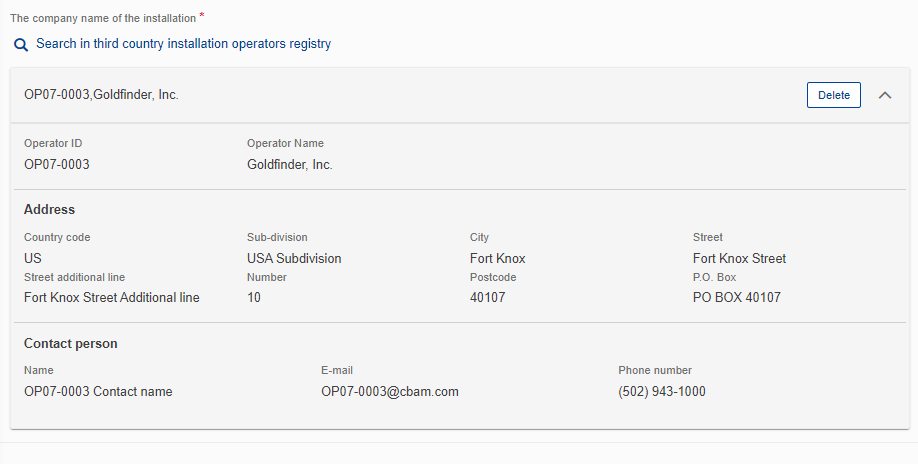 The company name of the installation *
Search in third country installation operators registry
OP07-0003,Goldfinder, Inc. Delete
Operator ID Operator Name
OP07-0003 Goldfinder, Inc.
Address
Country code Sub-division City Street
US USA Subdivision Fort Knox Fort Knox Street
Street additional line Number Postcode P.O. Box
Fort Knox Street Additional line 10 40107 PO BOX 40107
Contact person
Name E-mail Phone number
OP07-0003 Contact name OP07-0003@cbam.com (502) 943-1000